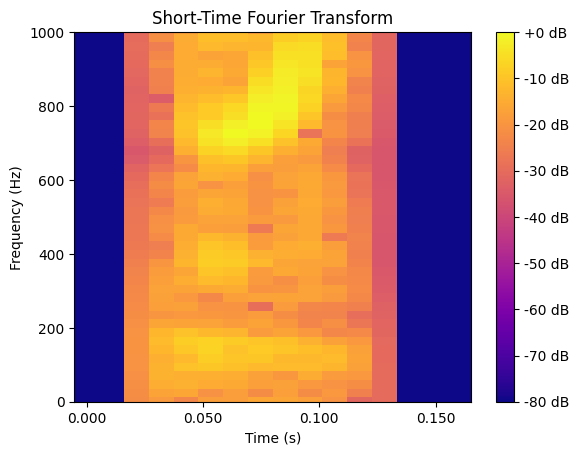 Short-Time Fourier Transform
1000
800
600
400
200
0
Frequency (Hz)
0.000
0.050
0.100
0.150
Time (s)
+0 dB
-10 dB
-20 dB
-30 dB
-40 dB
-50 dB
-60 dB
-70 dB
-80 dB